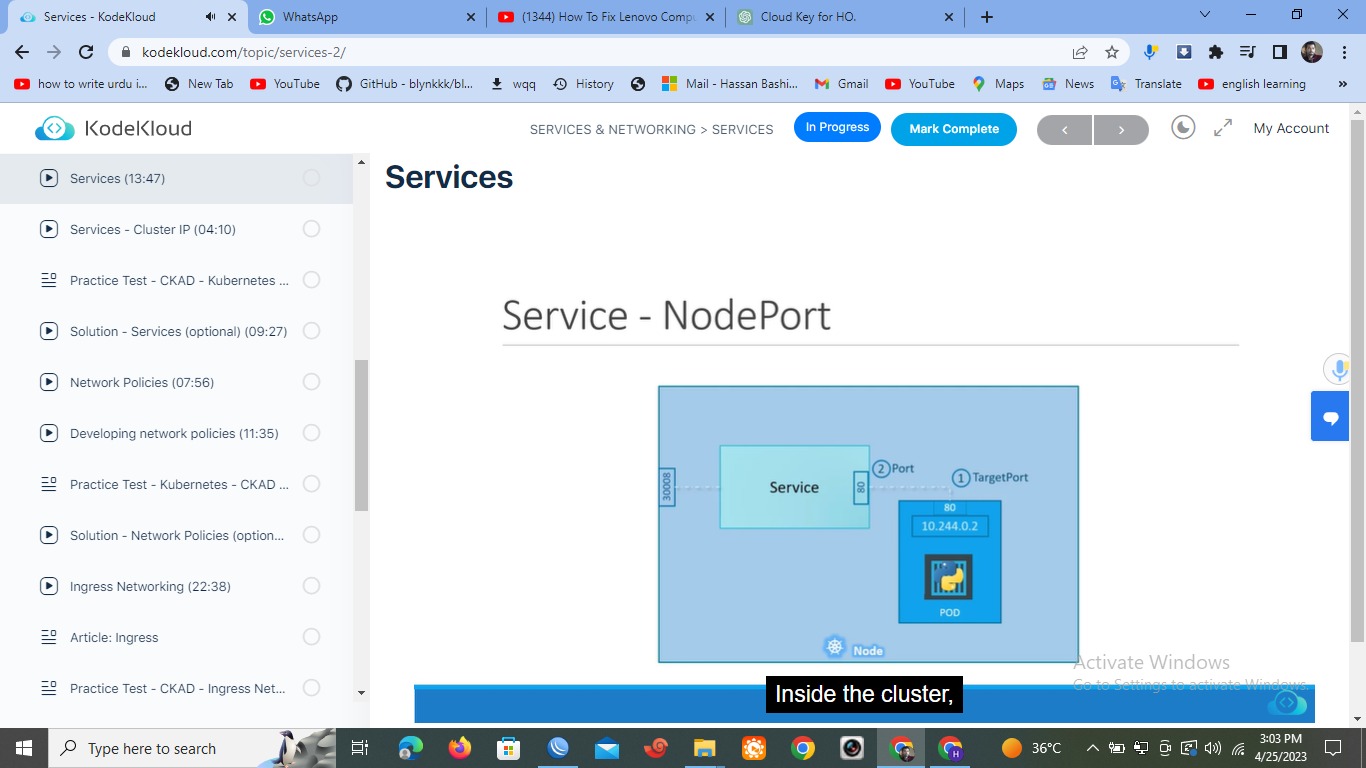 Services - KodeKloud
WhatsApp
(1344) How To Fix Lenovo Compu
Cloud Key for HO.
kodekloud.com/topic/services-2/
how to write urdu i...
New Tab
YouTube
GitHub - blynkkk/bl...
wqq
History
Mail - Hassan Bashi...
Gmail
YouTube
Maps
News
Translate
english learning
»
KodeKloud
SERVICES & NETWORKING > SERVICES
In Progress
Mark Complete
My Account
Services (13:47)
Services - Cluster IP (04:10)
Practice Test - CKAD - Kubernetes ...
Solution - Services (optional) (09:27)
Network Policies (07:56)
Developing network policies (11:35)
Practice Test - Kubernetes - CKAD ...
Solution - Network Policies (option...
Ingress Networking (22:38)
Article: Ingress
Practice Test - CKAD - Ingress Net...
Services
Service - NodePort
30008
Service
80
2 Port
1 TargetPort
80
10.244.0.2
POD
Node
Inside the cluster,
Activate Windows
Go to Settings to activate Windows.
Type here to search
36°C
3:03 PM
4/25/2023